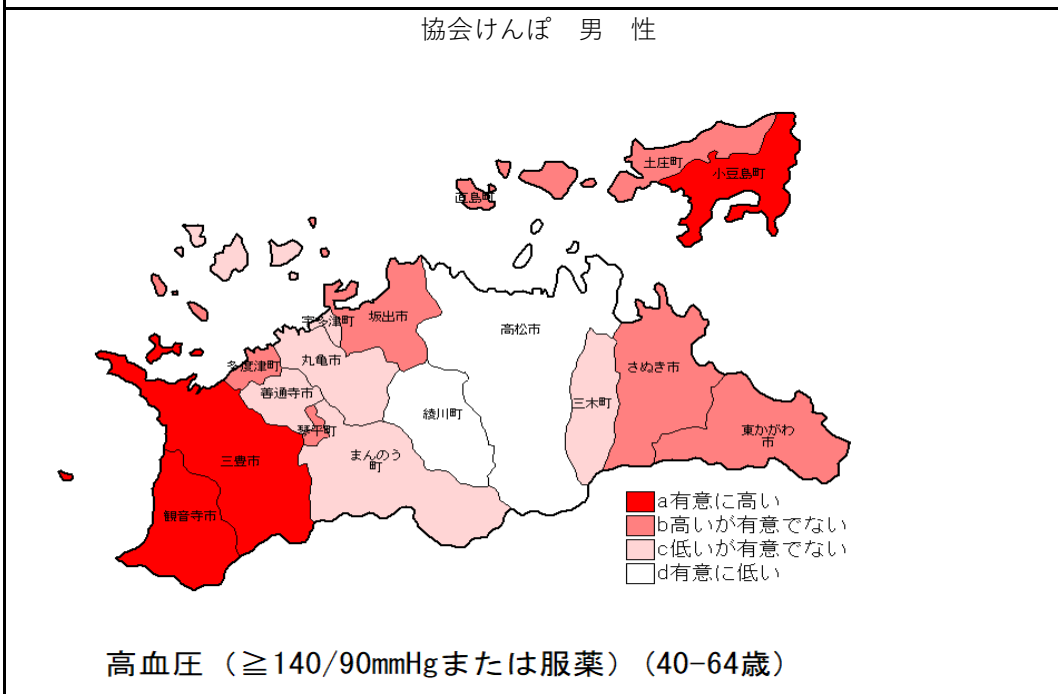 協会けんぽ 男 性
土庄町
小豆島町
直島町
宇多津町
坂出市
高松市
多度津町
丸亀市
さぬき市
善通寺市
三木町
綾川町
琴平町
東かがわ
市
まんのう
町
三豊市
観音寺市
a有意に高い
b高いが有意でない
c低いが有意でない
d有意に低い
高血圧（≧140/90mmHgまたは服薬）(40-64歳）